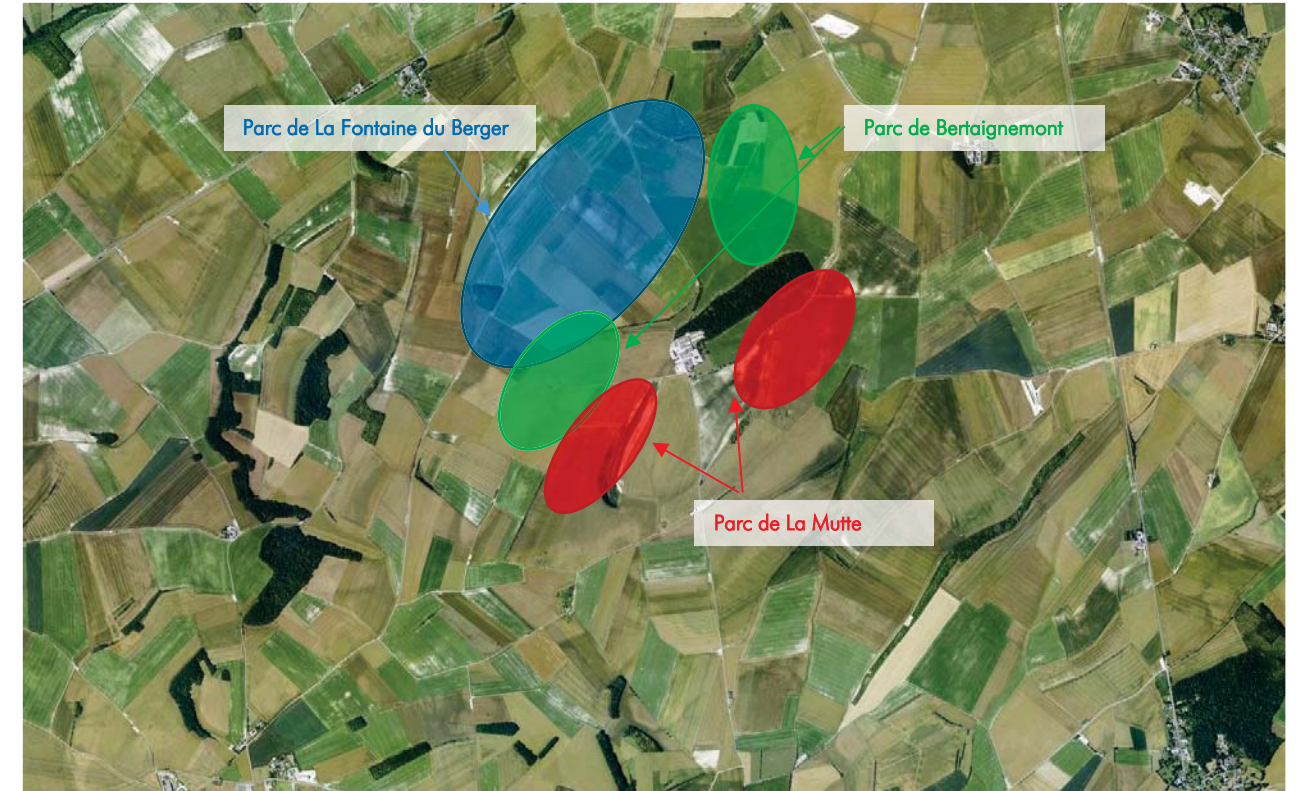 Parc de La Fontaine du Berger
Parc de Bertaignemont
Parc de La Mutte